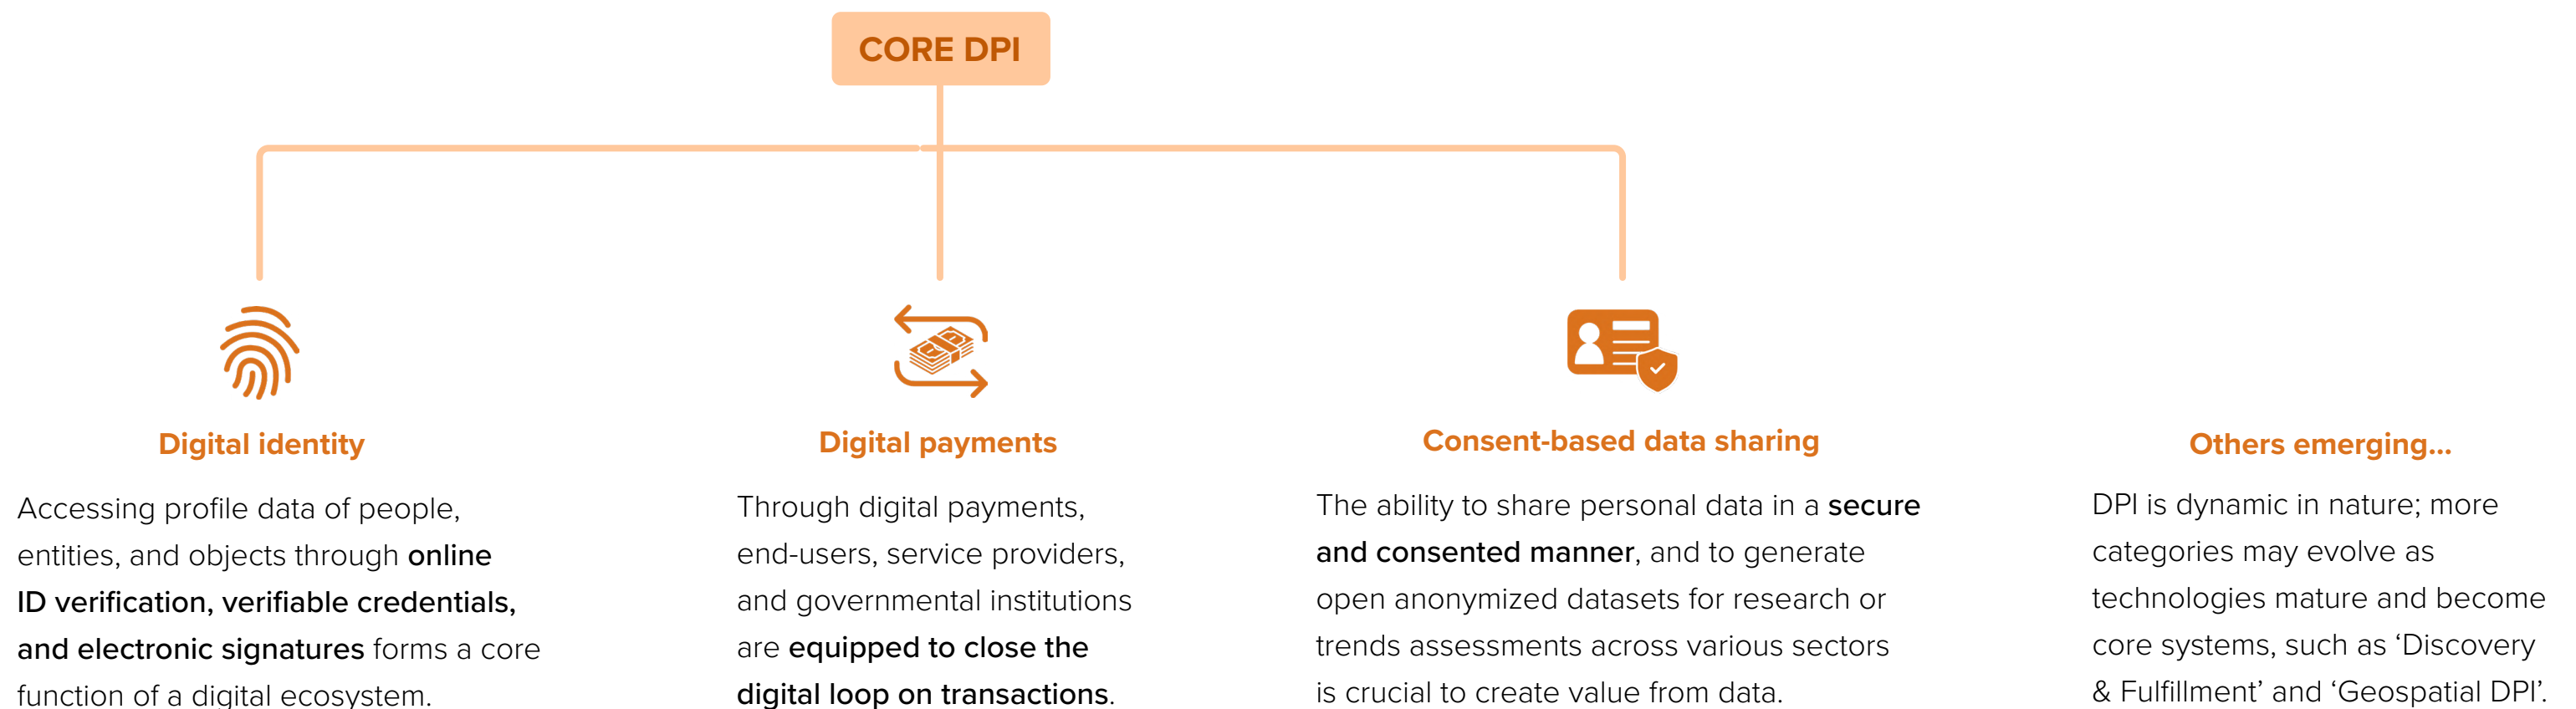 CORE DPI
Digital identity
Accessing profile data of people,
entities, and objects through online
ID verification, verifiable credentials,
and electronic signatures forms a core
function of a digital ecosystem.
Digital payments
Through digital payments,
end-users, service providers,
and governmental institutions
are equipped to close the
digital loop on transactions.
Consent-based data sharing
The ability to share personal data in a secure
and consented manner, and to generate
open anonymized datasets for research or
trends assessments across various sectors
is crucial to create value from data.
Others emerging...
DPI is dynamic in nature; more
categories may evolve as
technologies mature and become
core systems, such as ‘Discovery
& Fulfillment’ and ‘Geospatial DPI’.